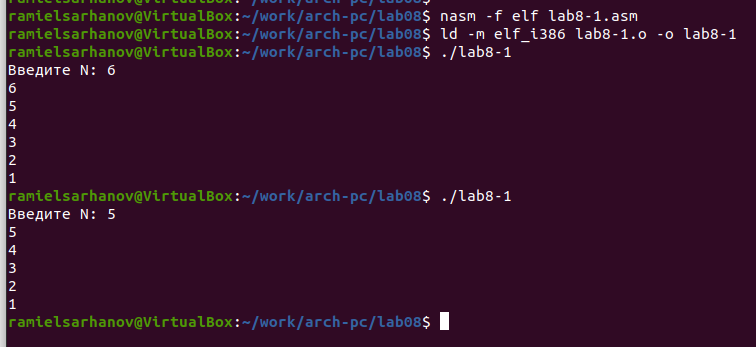 ramielsarhanov@VirtualBox:~/work/arch-pc/lab08$ nasm -f elf lab8-1.asm
ramielsarhanov@VirtualBox:~/work/arch-pc/lab08$ ld -m elf_i386 lab8-1.o -o lab8-1
ramielsarhanov@VirtualBox:~/work/arch-pc/lab08$ ./lab8-1
Введите N: 6
6
5
4
3
2
1
ramielsarhanov@VirtualBox:~/work/arch-pc/lab08$ ./lab8-1
Введите N: 5
5
4
3
2
1
ramielsarhanov@VirtualBox:~/work/arch-pc/lab08$